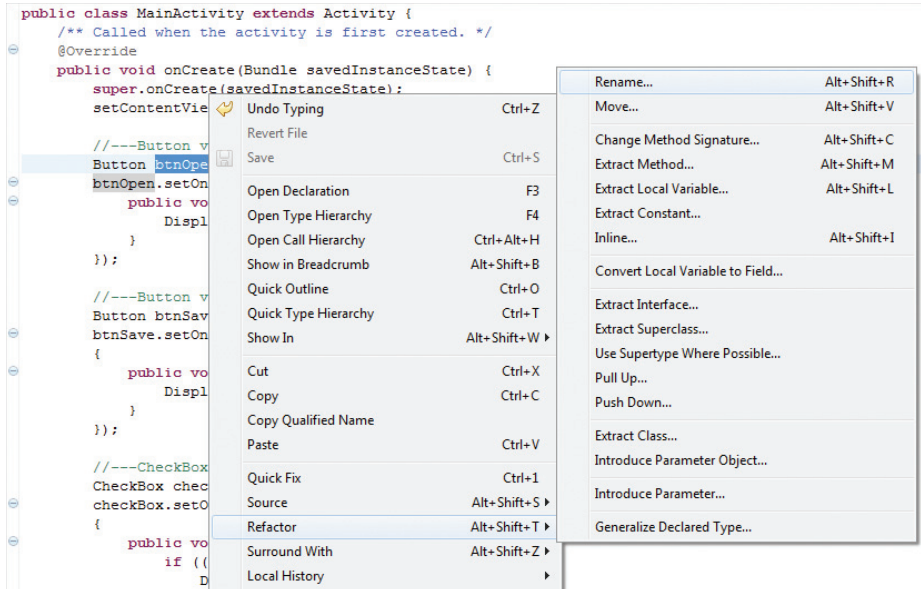 public class MainActivity extends Activity {
/** Called when the activity is first created. */
@Override
public void onCreate(Bundle savedInstanceState) {
super.onCreate(savedInstanceState);
setContentVie
//---Button v
Button btnOpe
btnOpen.setOn
public vo
Displ
}
});
//---Button v
Button btnSav
btnSave.setOn
{
public vo
Displ
}
});
//---CheckBox
CheckBox chec
checkBox.setO
{
public vo
if ((
D
Undo Typing Ctrl+Z
Revert File
Save Ctrl+S
Open Declaration F3
Open Type Hierarchy F4
Open Call Hierarchy Ctrl+Alt+H
Show in Breadcrumb Alt+Shift+B
Quick Outline Ctrl+O
Quick Type Hierarchy Ctrl+T
Show In Alt+Shift+W
Cut Ctrl+X
Copy Ctrl+C
Copy Qualified Name
Paste Ctrl+V
Quick Fix Ctrl+1
Source Alt+Shift+S
Refactor Alt+Shift+T
Surround With Alt+Shift+Z
Local History
Rename... Alt+Shift+R
Move... Alt+Shift+V
Change Method Signature... Alt+Shift+C
Extract Method... Alt+Shift+M
Extract Local Variable... Alt+Shift+L
Extract Constant...
Inline... Alt+Shift+I
Convert Local Variable to Field...
Extract Interface...
Extract Superclass...
Use Supertype Where Possible...
Pull Up...
Push Down...
Extract Class...
Introduce Parameter Object...
Introduce Parameter...
Generalize Declared Type...